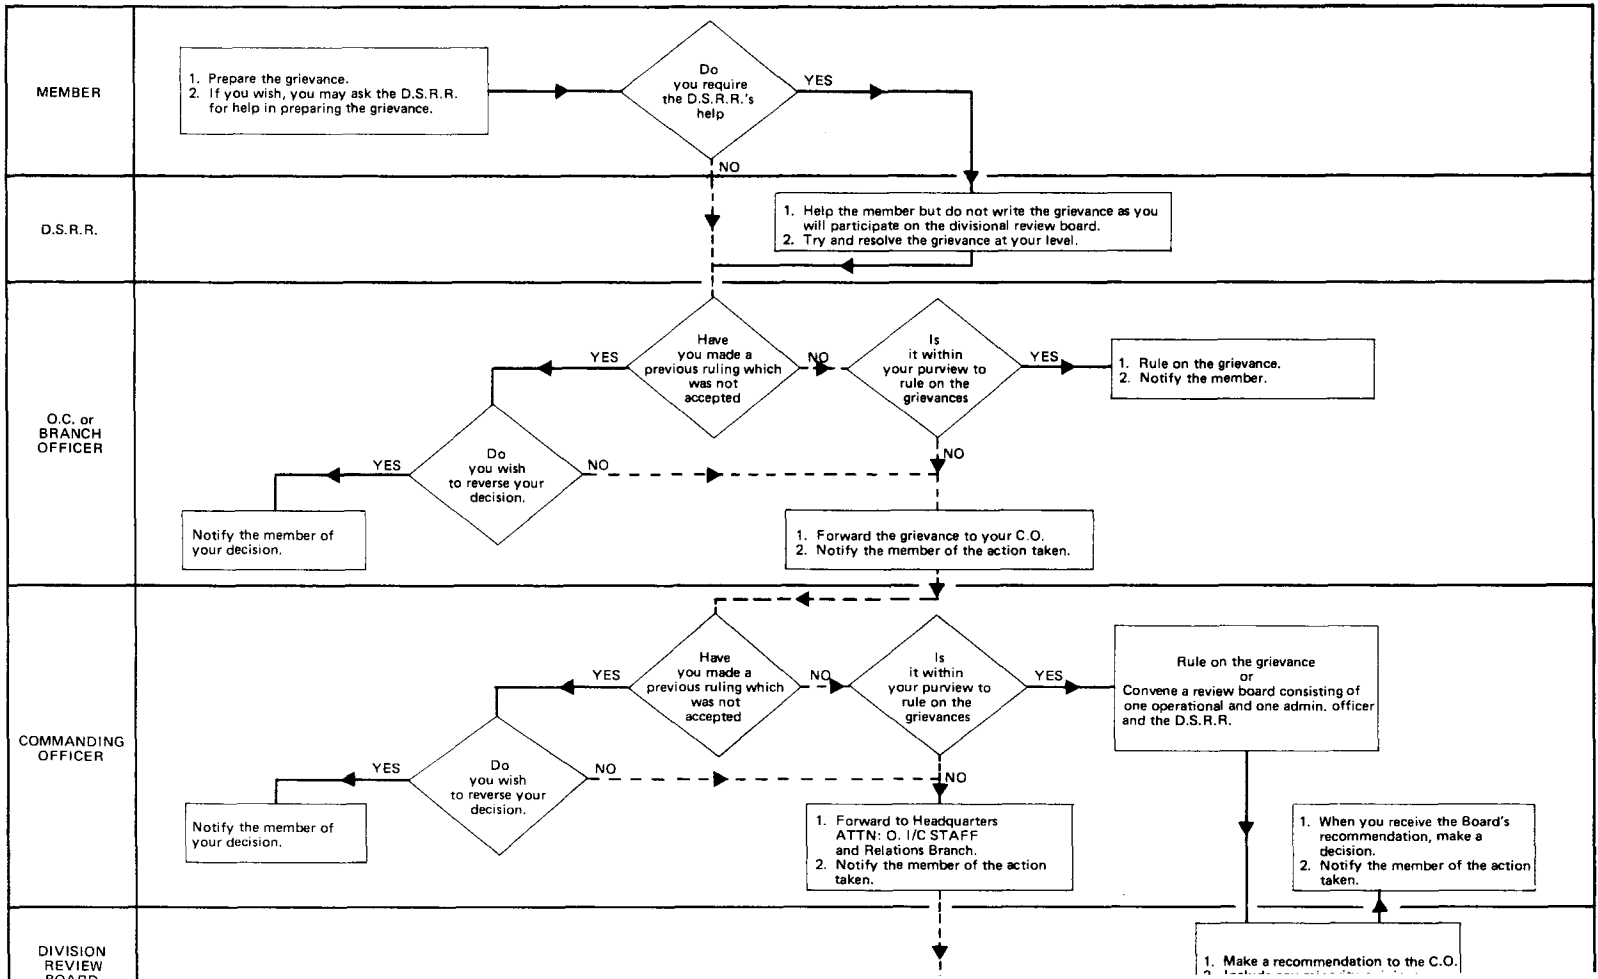 MEMBER
1. Prepare the grievance.
2. If you wish, you may ask the D.S.R.R.
for help in preparing the grievance.
Do
you require
the D.S.R.R.'s
help
YES
NO
D.S.R.R.
1. Help the member but do not write the grievance as you
will participate on the divisional review board.
2. Try and resolve the grievance at your level.
O.C. or
BRANCH
OFFICER
Have
you made a
previous ruling which
was not
accepted
YES
NO
Is
it within
your purview to
rule on the
grievances
YES
1. Rule on the grievance.
2. Notify the member.
NO
Do
you wish
to reverse your
decision.
YES
NO
Notify the member of
your decision.
1. Forward the grievance to your C.O.
2. Notify the member of the action taken.
COMMANDING
OFFICER
Have
you made a
previous ruling which
was not
accepted
YES
NO
Is
it within
your purview to
rule on the
grievances
YES
Rule on the grievance
or
Convene a review board consisting of
one operational and one admin. officer
and the D.S.R.R.
NO
Do
you wish
to reverse your
decision.
YES
NO
Notify the member of
your decision.
1. Forward to Headquarters
ATTN: O. I/C STAFF
and Relations Branch.
2. Notify the member of the action
taken.
1. When you receive the Board's
recommendation, make a
decision.
2. Notify the member of the action
taken.
DIVISION
REVIEW
BOARD
1. Make a recommendation to the C.O.